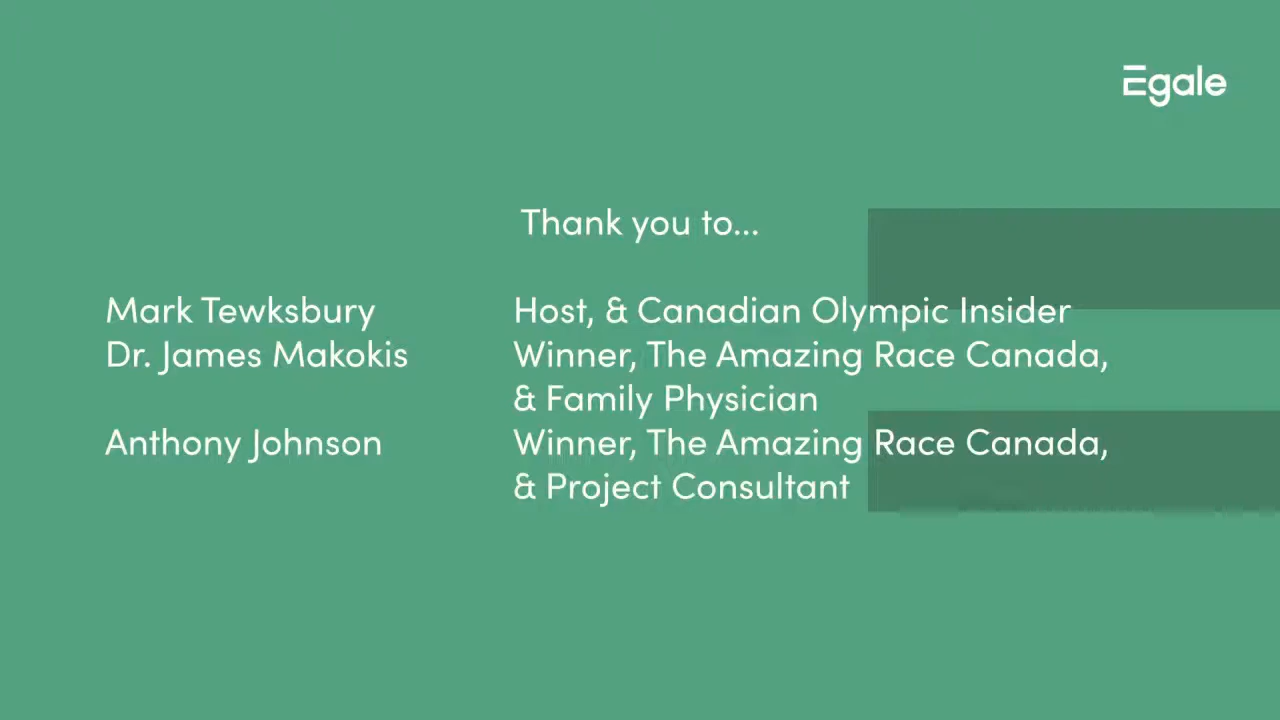 Egale
Thank you to...
Mark Tewksbury Host, & Canadian Olympic Insider
Dr. James Makokis Winner, The Amazing Race Canada,
& Family Physician
Anthony Johnson Winner, The Amazing Race Canada,
& Project Consultant